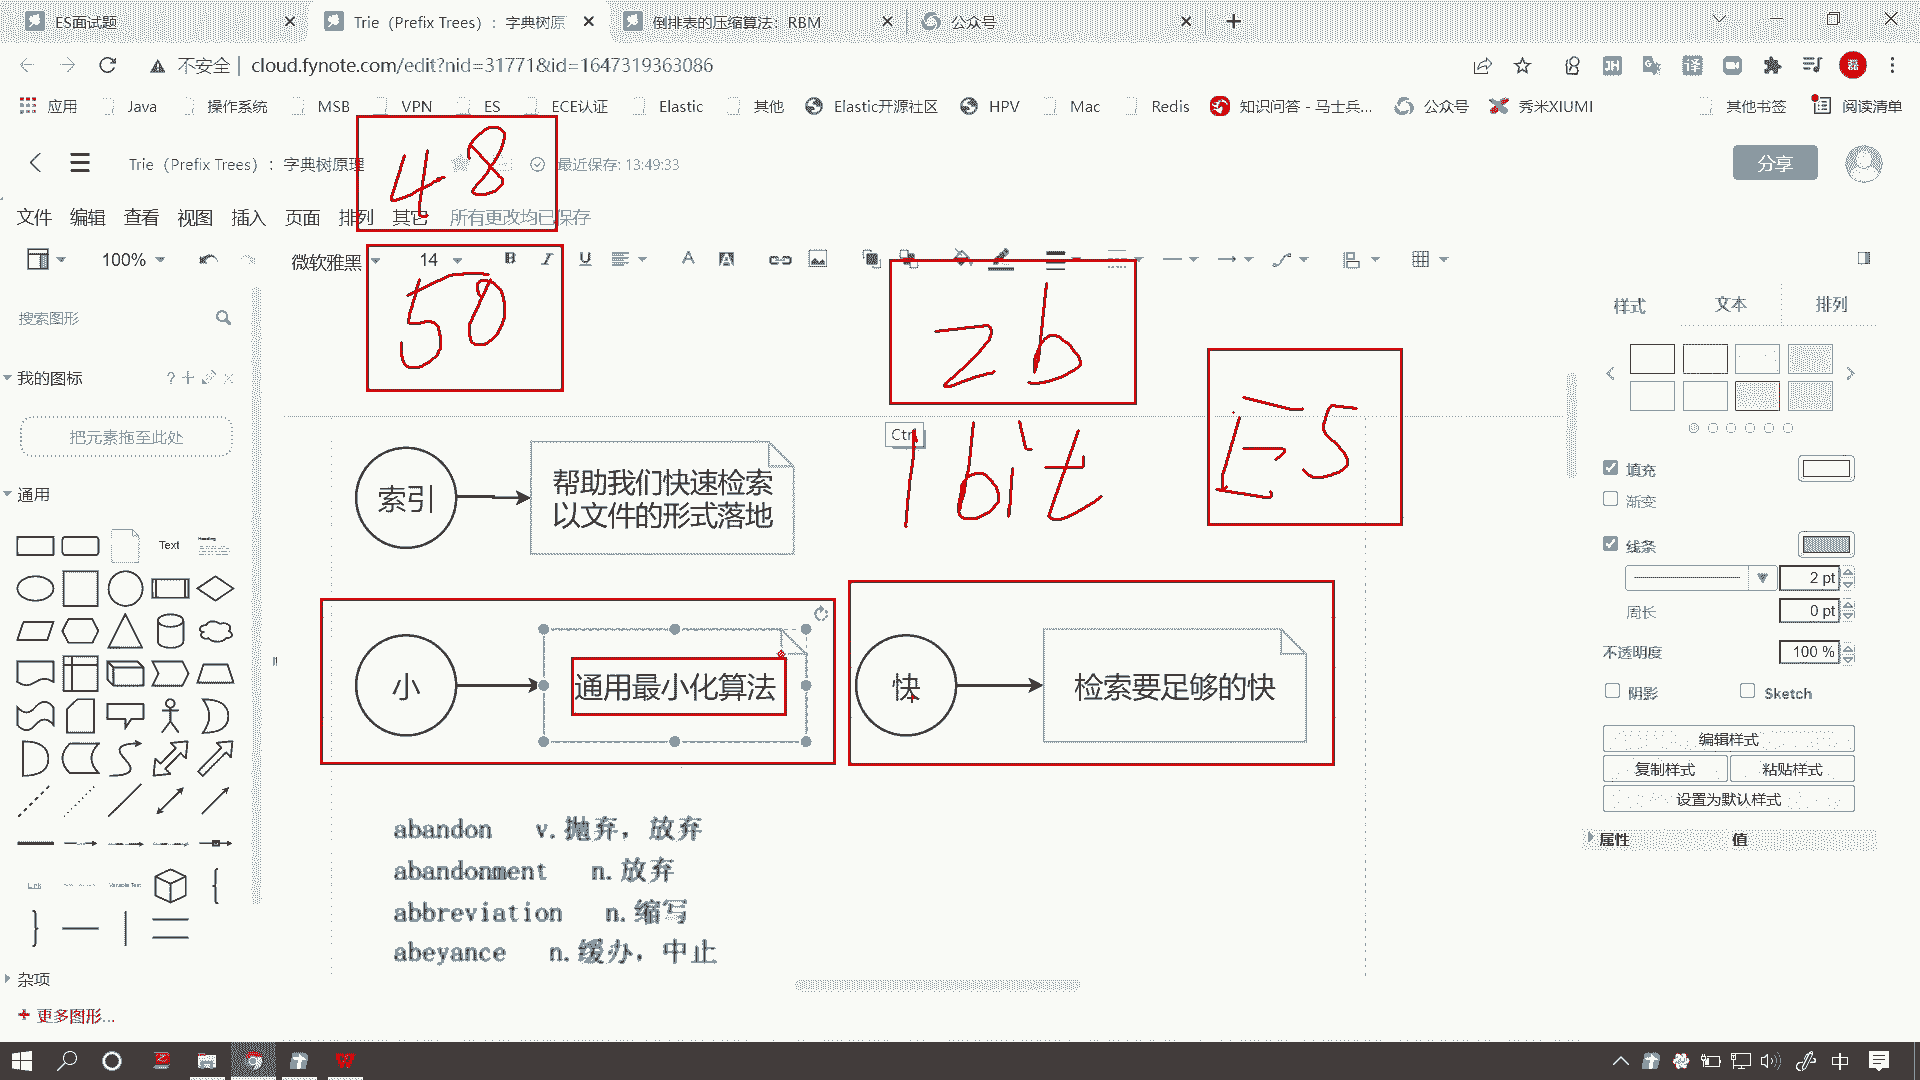 ES面试题
Trie（Prefix Trees）：字典树原
倒排表的压缩算法：RBM
公众号
不安全 | cloud.fynote.com/edit?nid=31771&id=1647319363086
应用 Java 操作系统 MSB VPN ES ECE认证 Elastic 其他 Elastic开源社区 HPV Mac Redis 知识问答 - 马士兵... 公众号 秀米XIUMI 其他书签 阅读清单
Trie（Prefix Trees）：字典树原理 最近保存: 13:49:33 分享
48
文件 编辑 查看 视图 插入 页面 排列 其它 所有更改均已保存
100% 微软雅黑 14 B I U A A
搜索图形
50
2b
样式 文本 排列
我的图标 ?
把元素拖至此处
Ctrl
1 bit
ES
索引
帮助我们快速检索
以文件的形式落地
填充
渐变
通用
Text
Heading
线条
2 pt
周长 0 pt
不透明度 100 %
阴影 Sketch
小
通用最小化算法
快
检索要足够的快
编辑样式
复制样式 粘贴样式
设置为默认样式
属性 值
abandon v.抛弃，放弃
abandonment n.放弃
abbreviation n.缩写
abeyance n.缓办，中止
Link
杂项
+ 更多图形...
中